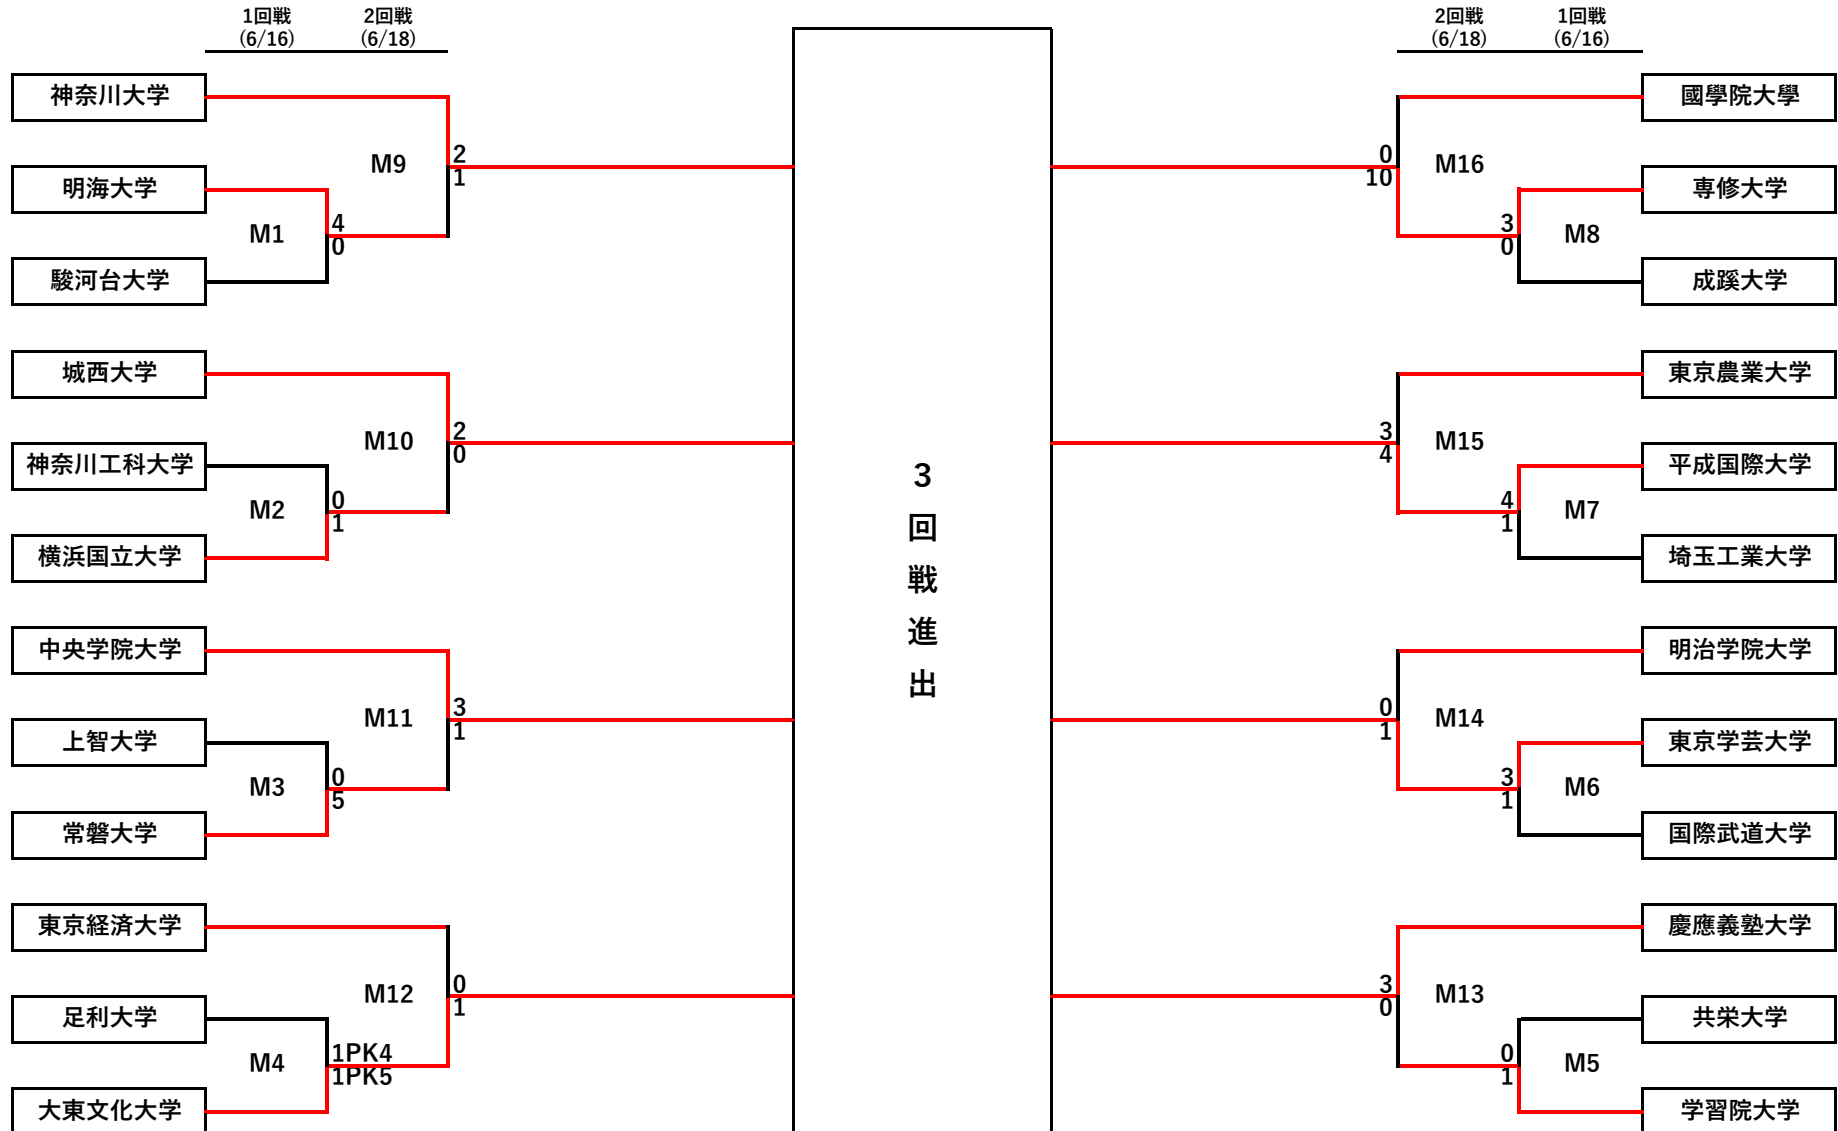 1回戦
(6/16)
2回戦
(6/18)
神奈川大学
明海大学
駿河台大学
城西大学
神奈川工科大学
横浜国立大学
中央学院大学
上智大学
常磐大学
東京経済大学
足利大学
大東文化大学
M1
4
0
M2
0
1
M3
0
5
M4
1PK4
1PK5
M9
2
1
M10
2
0
M11
3
1
M12
0
1
3回戦進出
2回戦
(6/18)
1回戦
(6/16)
0
10
M16
3
4
M15
0
1
M14
3
0
M13
3
0
M8
4
1
M7
3
1
M6
0
1
M5
國學院大學
専修大学
成蹊大学
東京農業大学
平成国際大学
埼玉工業大学
明治学院大学
東京学芸大学
国際武道大学
慶應義塾大学
共栄大学
学習院大学